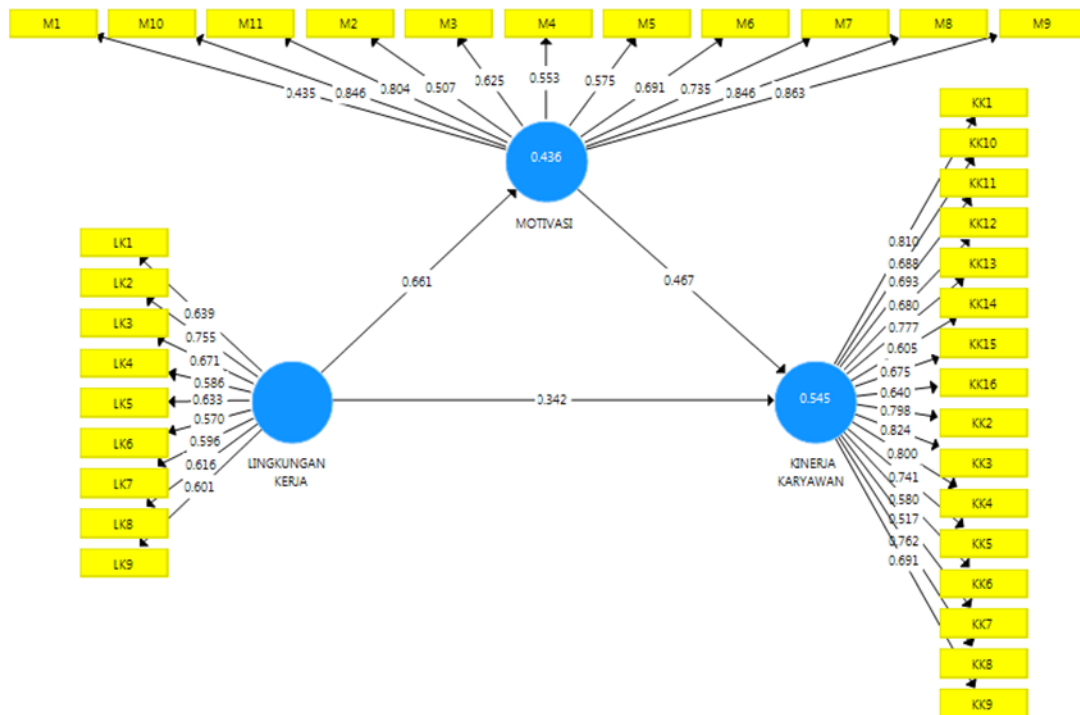 M1 M10 M11 M2 M3 M4 M5 M6 M7 M8 M9
0.435 0.846 0.804 0.507 0.625 0.553 0.575 0.691 0.735 0.846 0.863
0.436
MOTIVASI
0.661
0.467
0.342
LK1
LK2
LK3
LK4
LK5
LK6
LK7
LK8
LK9
0.639
0.755
0.671
0.586
0.633
0.570
0.596
0.616
0.601
LINGKUNGAN
KERJA
0.545
KINERJA
KARYAWAN
0.810
0.688
0.693
0.680
0.777
0.605
0.675
0.640
0.798
0.824
0.800
0.741
0.580
0.517
0.762
0.691
KK1
KK10
KK11
KK12
KK13
KK14
KK15
KK16
KK2
KK3
KK4
KK5
KK6
KK7
KK8
KK9